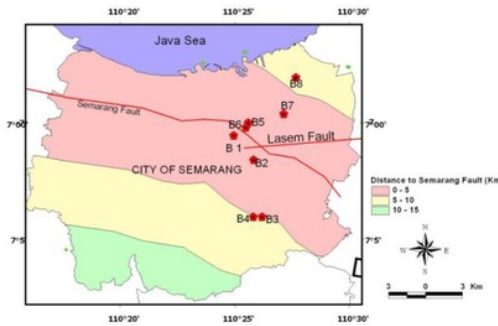 110°20'
110°25'
110°30'
Java Sea
B8
B7
Semarang Fault
7°00'
7°00'
B6
B5
Lasem Fault
B 1
B2
CITY OF SEMARANG
Distance to Semarang Fault (Km
0 - 5
5 - 10
10 - 15
B4
B3
7°5'
7°5'
N
W
E
S
3
0
3 Km
110°20'
110°25'
110°30'